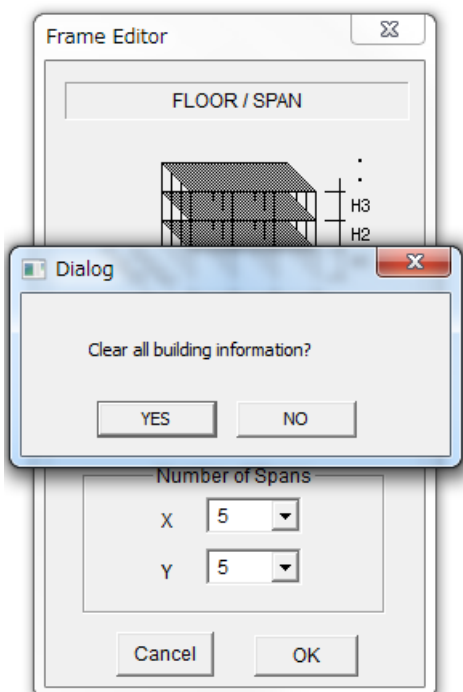 Frame Editor
FLOOR / SPAN
H3
H2
Dialog
Clear all building information?
YES NO
Number of Spans
X 5
Y 5
Cancel OK